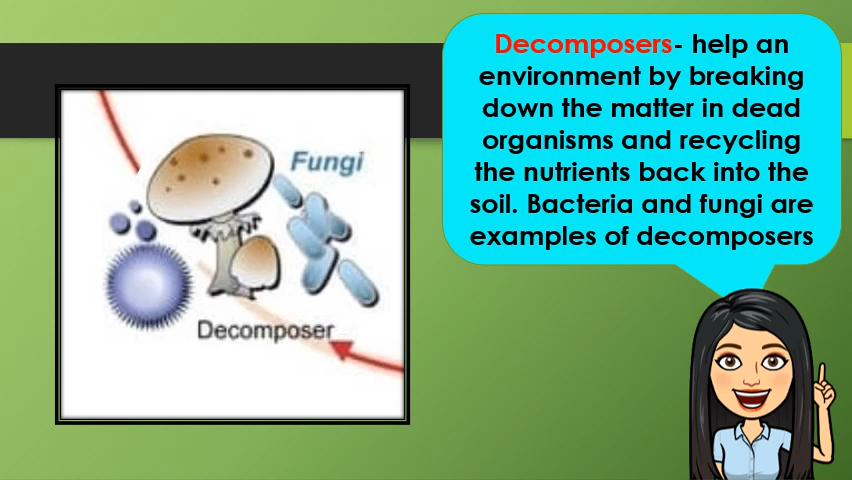 Decomposers- help an
environment by breaking
down the matter in dead
organisms and recycling
the nutrients back into the
soil. Bacteria and fungi are
examples of decomposers
Fungi
Decomposer